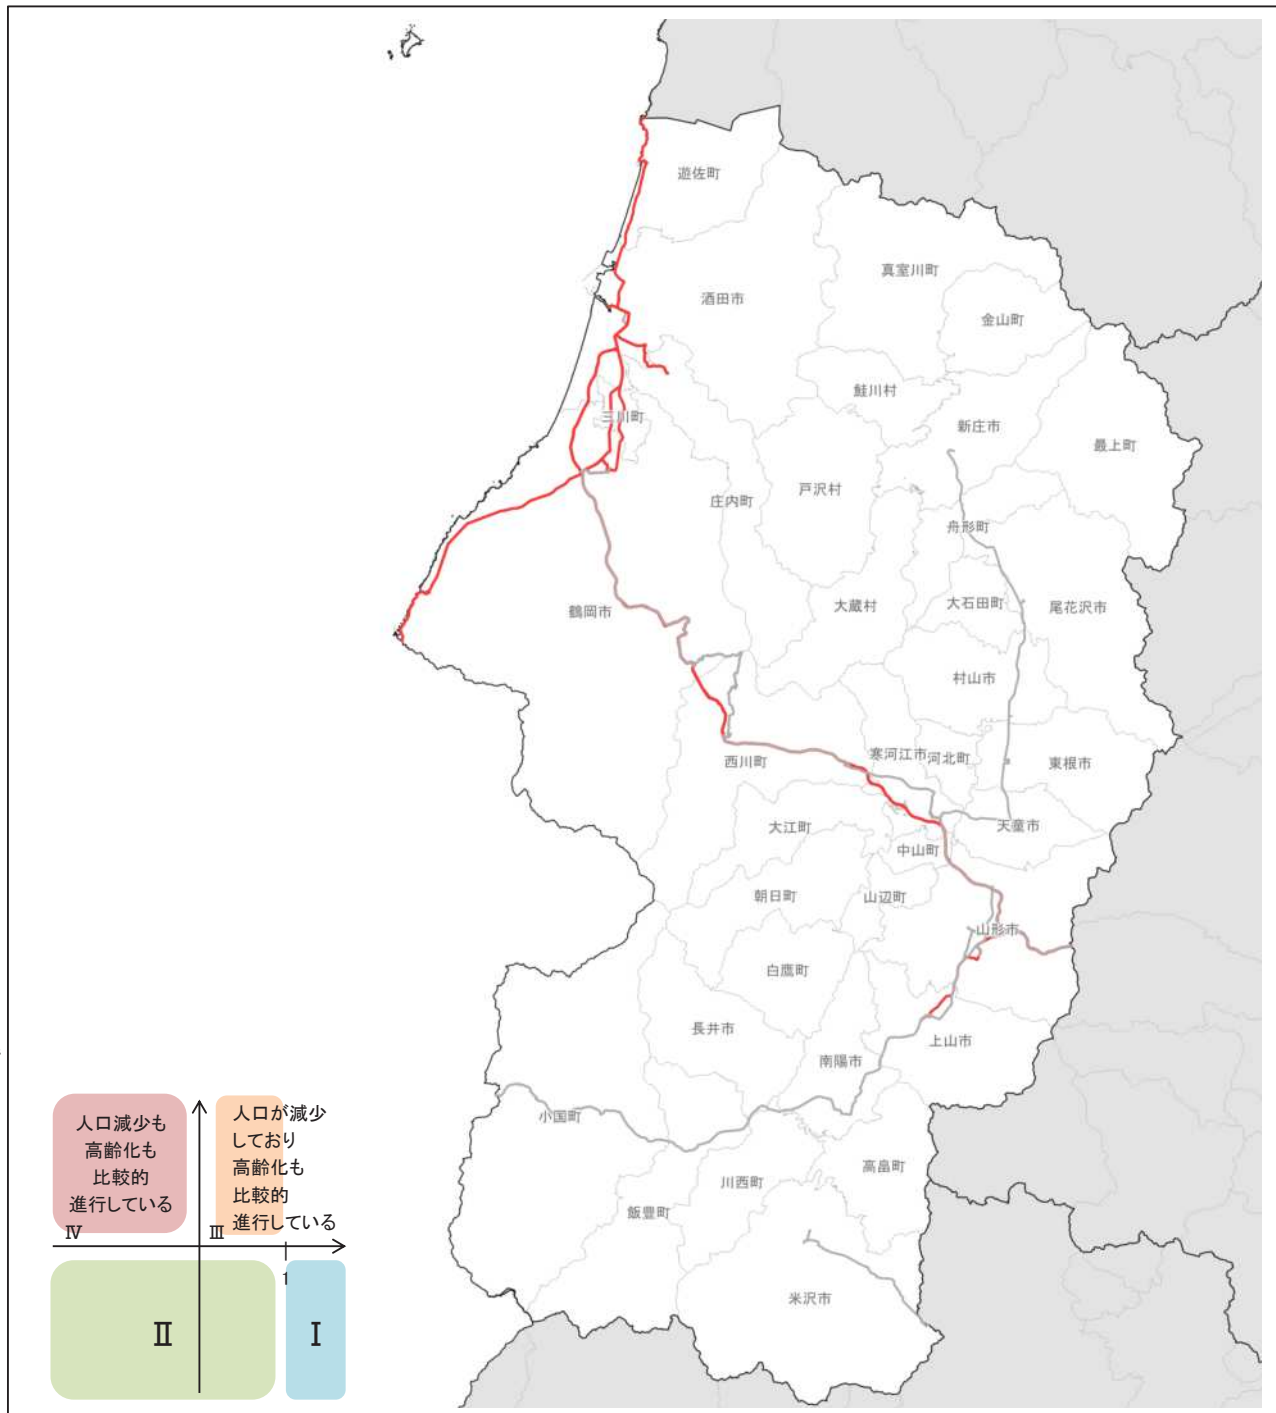 遊佐町
真室川町
酒田市
金山町
鮭川村
三川町
新庄市
最上町
戸沢村
庄内町
舟形町
大蔵村
大石田町
尾花沢市
鶴岡市
村山市
寒河江市
河北町
西川町
東根市
大江町
天童市
中山町
朝日町
山辺町
山形市
白鷹町
長井市
南陽市
上山市
小国町
高畠町
川西町
飯豊町
米沢市
人口減少も
高齢化も
比較的
進行している
Ⅳ
人口が減少
しており
高齢化も
比較的
進行している
Ⅲ
1
Ⅱ
Ⅰ